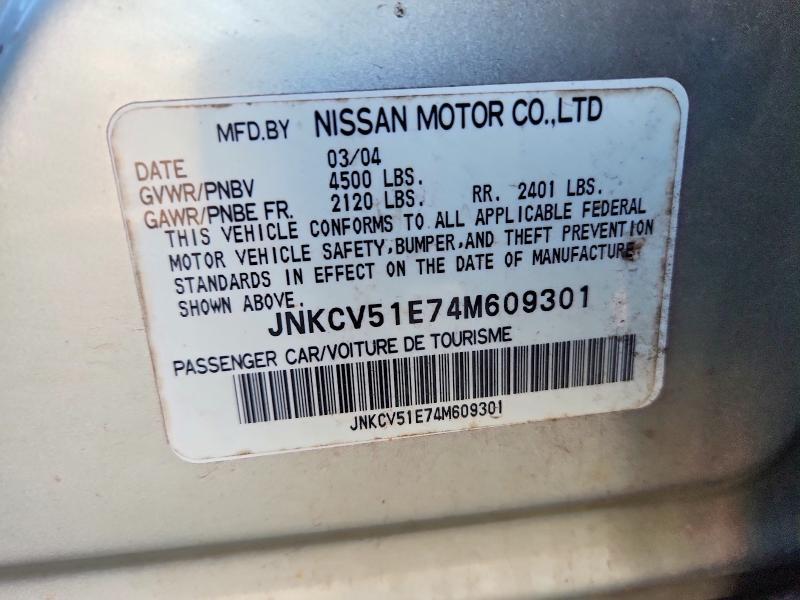 MFD.BY NISSAN MOTOR CO.,LTD
DATE 03/04
GVWR/PNBV 4500 LBS.
GAWR/PNBE FR. 2120 LBS. RR. 2401 LBS.
THIS VEHICLE CONFORMS TO ALL APPLICABLE FEDERAL
MOTOR VEHICLE SAFETY,BUMPER,AND THEFT PREVENTION
STANDARDS IN EFFECT ON THE DATE OF MANUFACTURE
SHOWN ABOVE.
JNKCV51E74M609301
PASSENGER CAR/VOITURE DE TOURISME
JNKCV51E74M609301